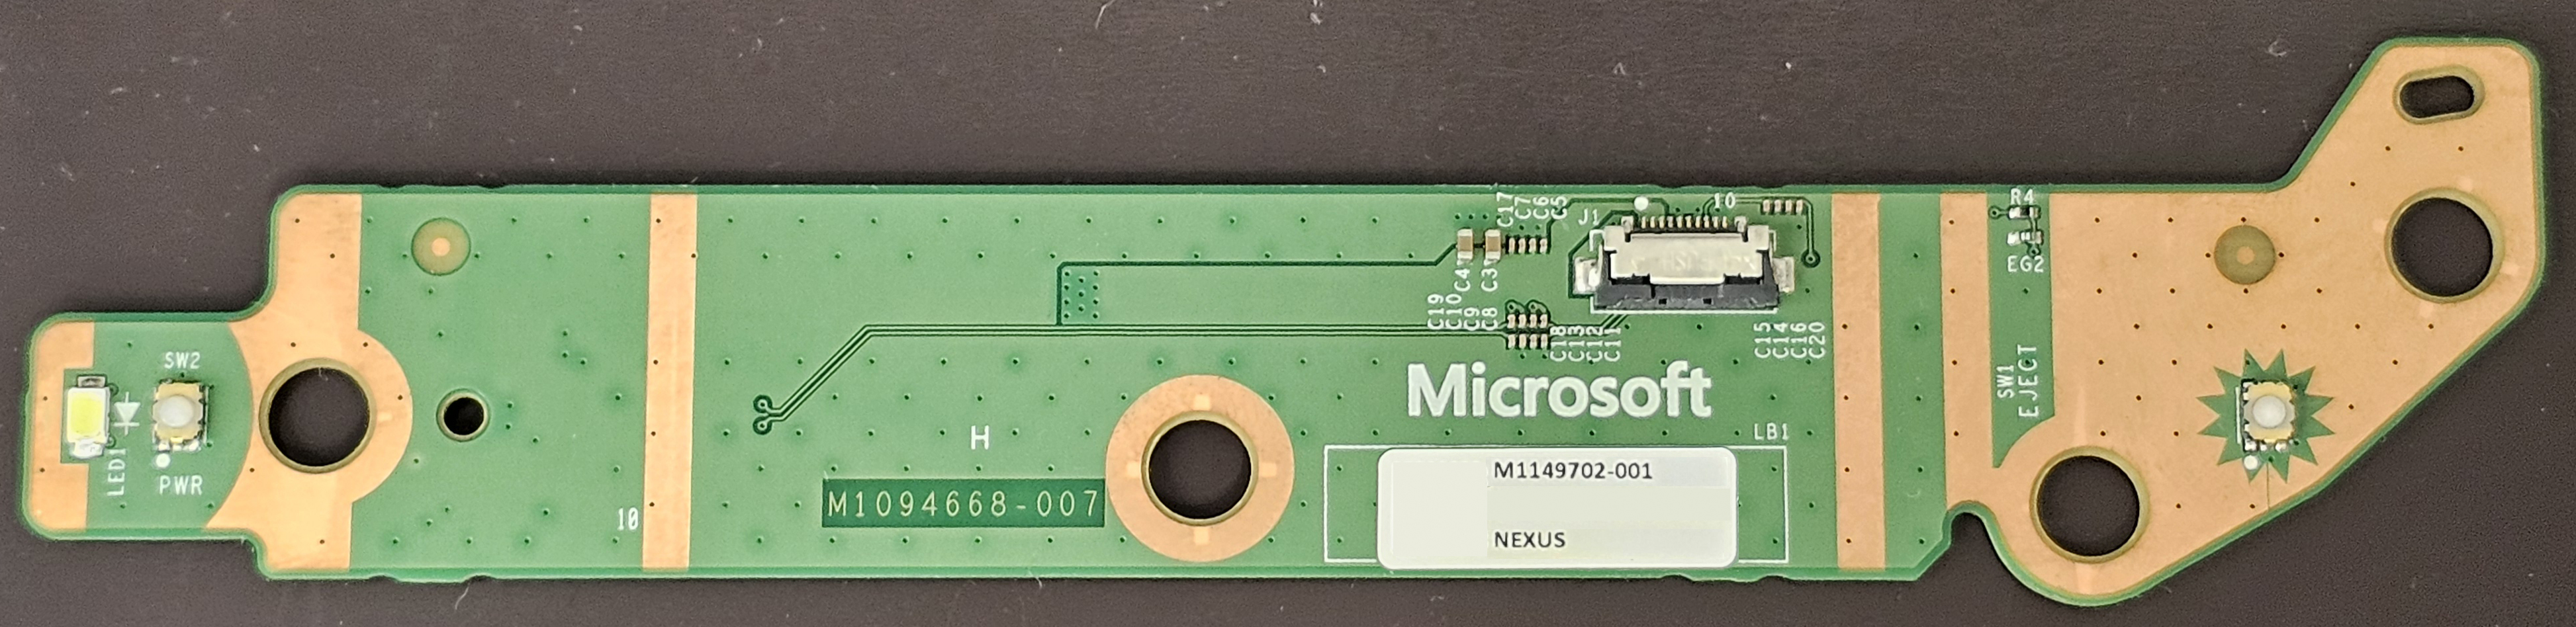 SW2
LED1
PWR
10
H
M1094668-007
C17
C7
C6
C5
C4
C3
C19
C10
C9
C8
C18
C13
C12
C11
J1
10
C15
C14
C16
C20
Microsoft
LB1
M1149702-001
NEXUS
R4
EG2
SW1
EJECT